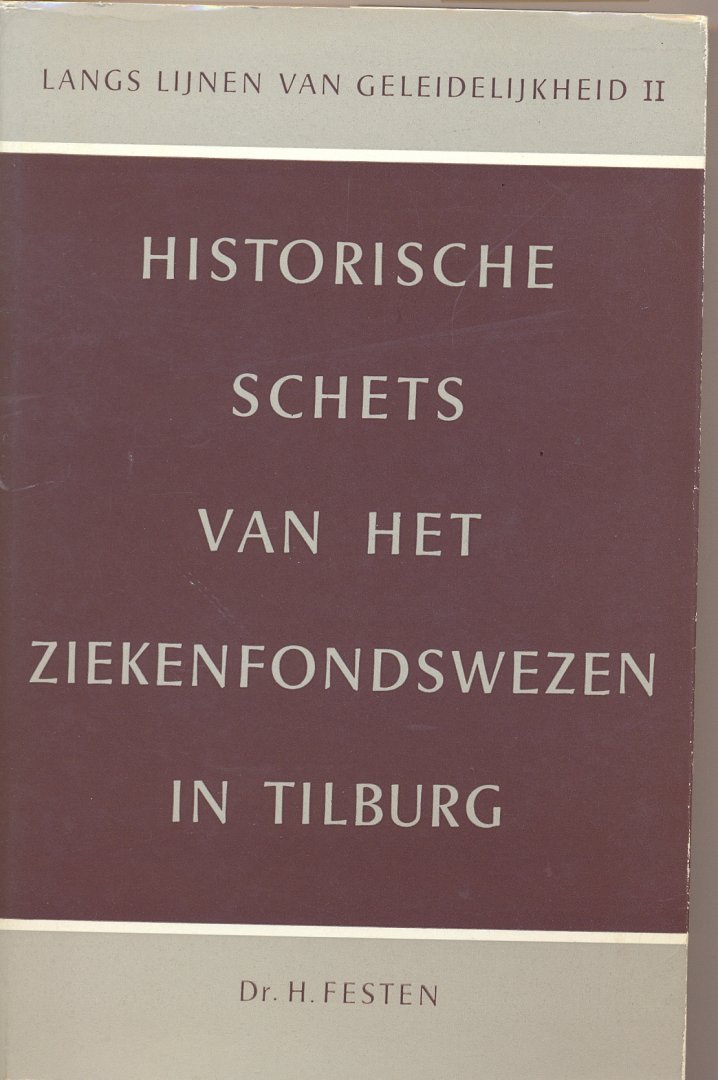 LANGS LIJNEN VAN GELEIDELIJKHEID II
HISTORISCHE
SCHETS
VAN HET
ZIEKENFONDSWEZEN
IN TILBURG
Dr. H. FESTEN